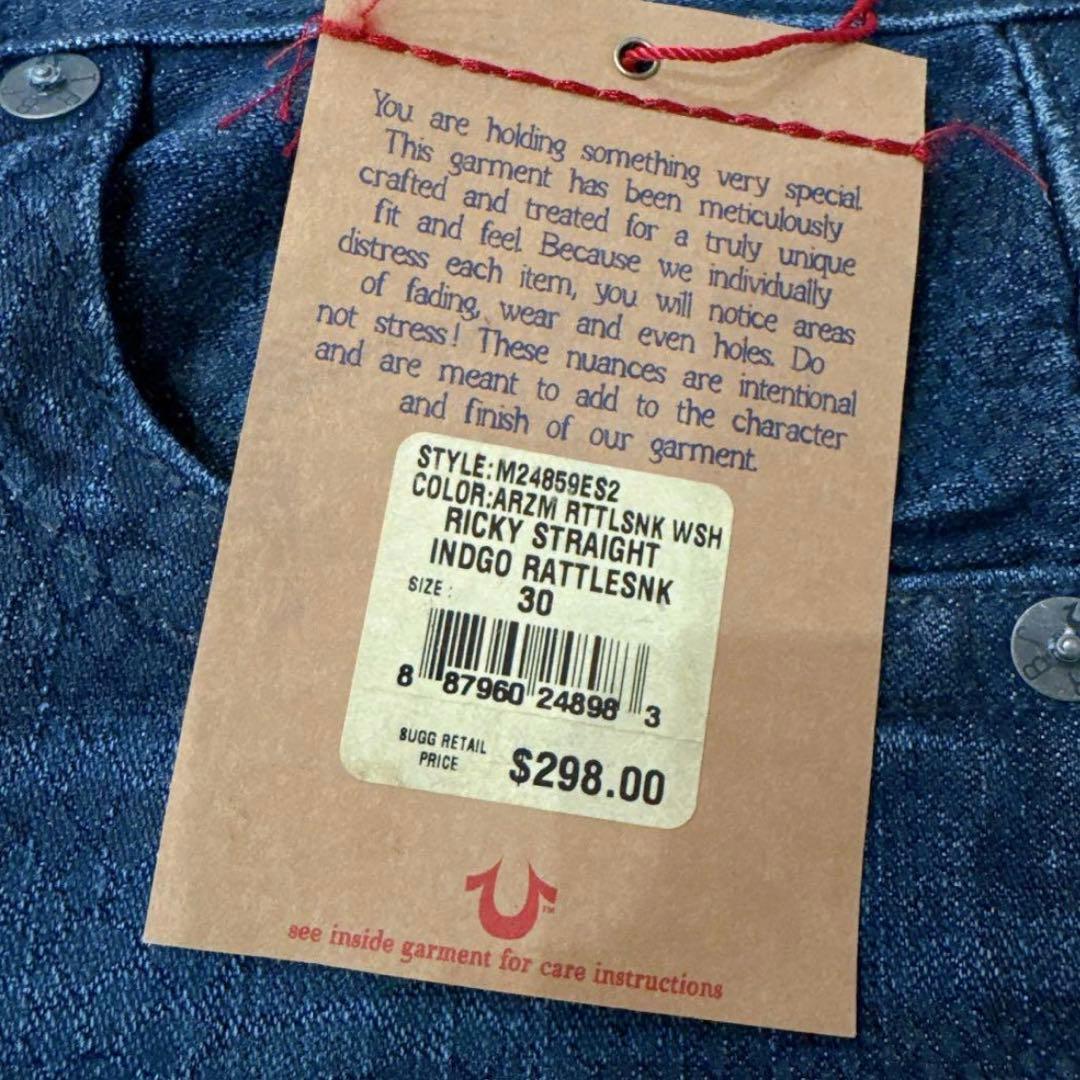 You are holding something very special.
This garment has been meticulously
crafted and treated for a truly unique
fit and feel. Because we individually
distress each item, you will notice areas
of fading, wear and even holes. Do
not stress! These nuances are intentional
and are meant to add to the character
and finish of our garment.
STYLE:M24859ES2
COLOR:ARZM RTTLSNK WSH
RICKY STRAIGHT
INDGO RATTLESNK
SIZE: 30
8 87960 24898 3
SUGG RETAIL
PRICE $298.00
TM
see inside garment for care instructions